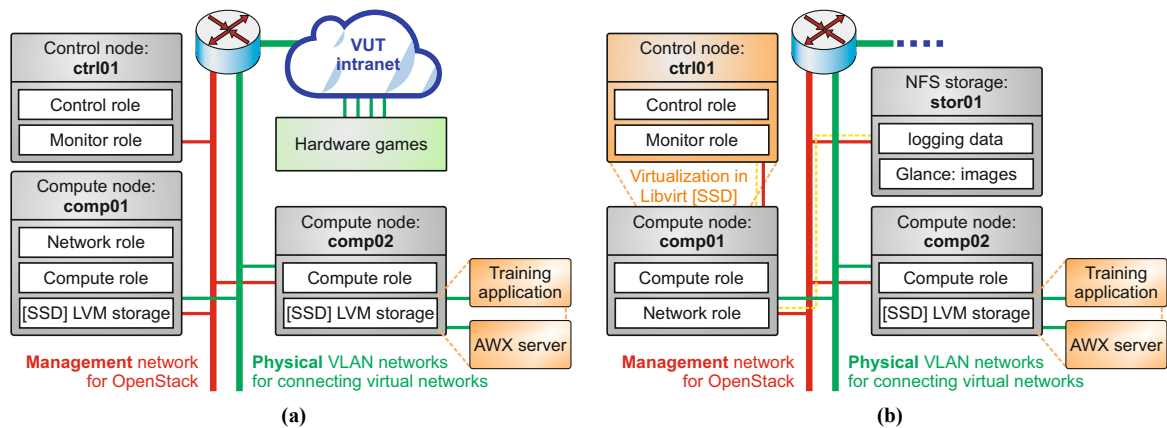 Control node:
ctrl01
Control role
Monitor role
VUT
intranet
Hardware games
Compute node:
comp01
Network role
Compute role
[SSD] LVM storage
Compute node:
comp02
Compute role
[SSD] LVM storage
Training
application
AWX server
Management network
for OpenStack
Physical VLAN networks
for connecting virtual networks
(a)
Control node:
ctrl01
Control role
Monitor role
Virtualization in
Libvirt [SSD]
NFS storage:
stor01
logging data
Glance: images
Compute node:
comp01
Compute role
Network role
Compute node:
comp02
Compute role
[SSD] LVM storage
Training
application
AWX server
Management network
for OpenStack
Physical VLAN networks
for connecting virtual networks
(b)